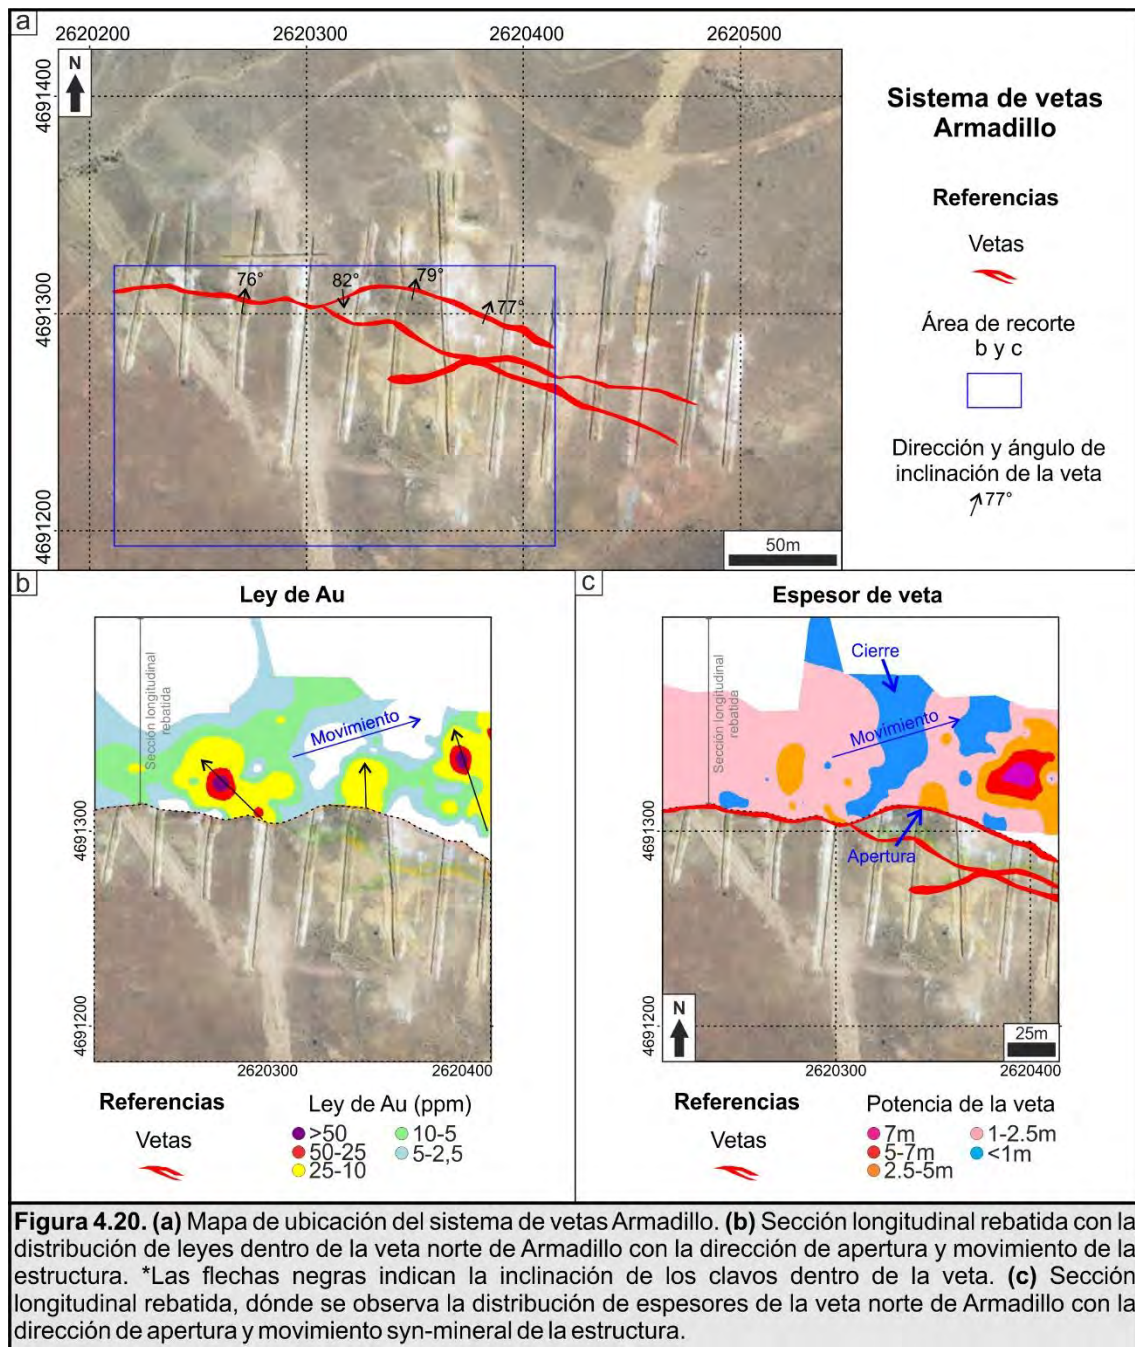 a
2620200
2620300
2620400
2620500
4691400
4691300
4691200
N
76°
82°
79°
77°
50m
Sistema de vetas
Armadillo
Referencias
Vetas
Área de recorte
b y c
Dirección y ángulo de
inclinación de la veta
77°
b
Ley de Au
Sección longitudinal
rebatida
Movimiento
4691300
4691200
2620300
2620400
Referencias
Vetas
Ley de Au (ppm)
>50
50-25
25-10
10-5
5-2,5
c
Espesor de veta
Sección longitudinal
rebatida
Cierre
Movimiento
Apertura
4691300
4691200
N
25m
2620300
2620400
Referencias
Vetas
Potencia de la veta
7m
5-7m
2.5-5m
1-2.5m
<1m
Figura 4.20. (a) Mapa de ubicación del sistema de vetas Armadillo. (b) Sección longitudinal rebatida con la
distribución de leyes dentro de la veta norte de Armadillo con la dirección de apertura y movimiento de la
estructura. *Las flechas negras indican la inclinación de los clavos dentro de la veta. (c) Sección
longitudinal rebatida, dónde se observa la distribución de espesores de la veta norte de Armadillo con la
dirección de apertura y movimiento syn-mineral de la estructura.